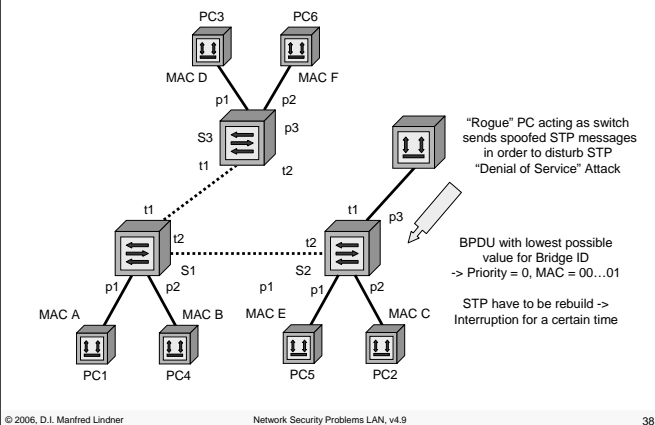 PC3
PC6
MAC D
MAC F
p1
p2
p3
S3
t1
t2
"Rogue" PC acting as switch
sends spoofed STP messages
in order to disturb STP
"Denial of Service" Attack
t1
p3
t1
t2
t2
S1
S2
BPDU with lowest possible
value for Bridge ID
-> Priority = 0, MAC = 00…01
p1
p2
p1
p1
p2
MAC A
MAC B
MAC E
MAC C
STP have to be rebuild ->
Interruption for a certain time
PC1
PC4
PC5
PC2
© 2006, D.I. Manfred Lindner
Network Security Problems LAN, v4.9
38